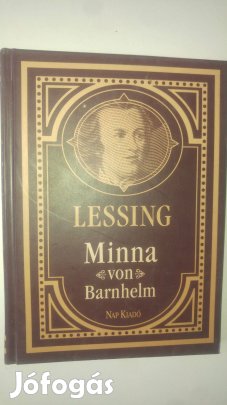 LESSING
Minna
von
Barnhelm
NAP KIADÓ
Jófogás